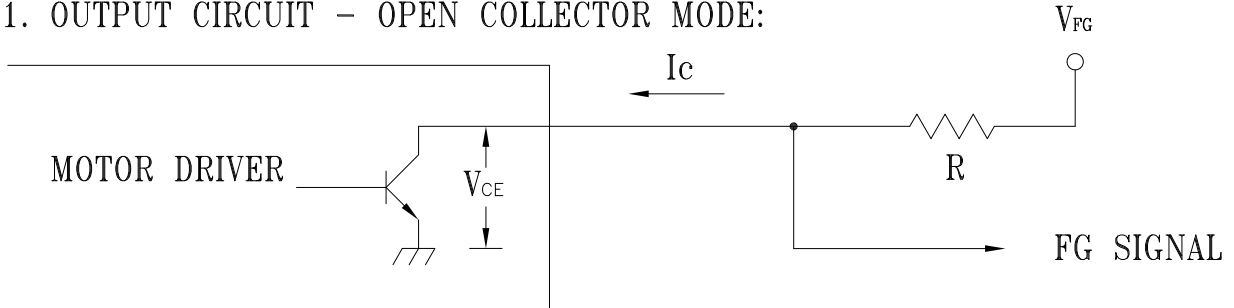 1. OUTPUT CIRCUIT - OPEN COLLECTOR MODE:
VFG
Ic
MOTOR DRIVER
VCE
R
FG SIGNAL